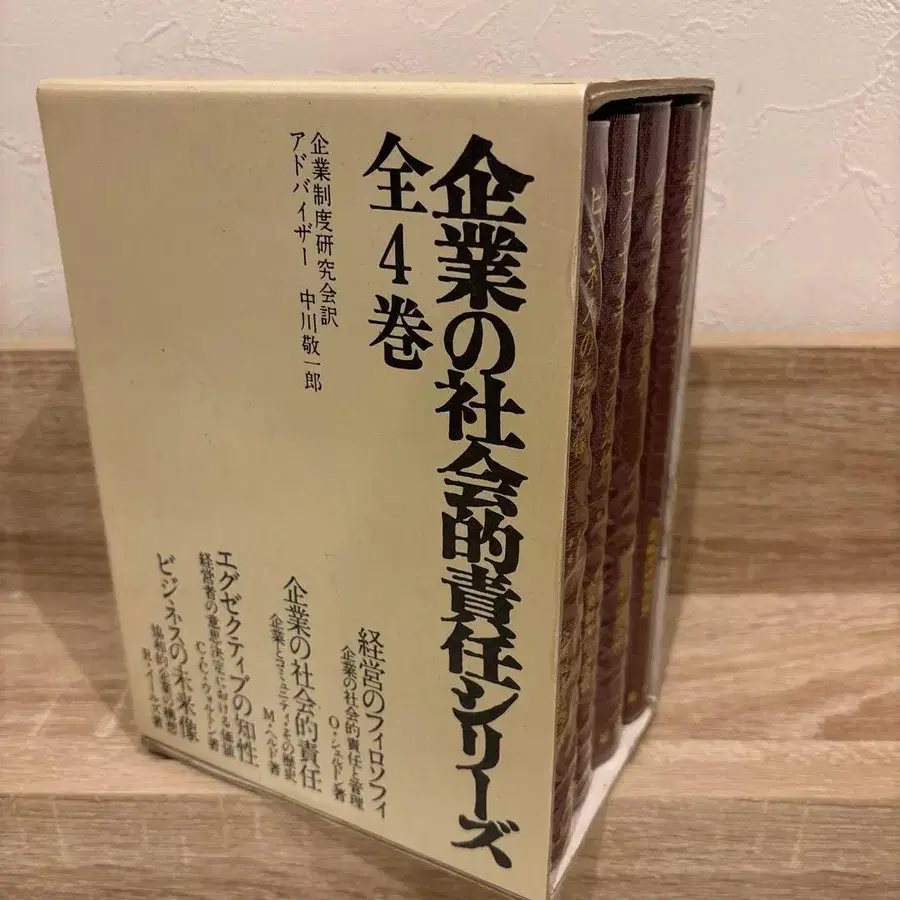 企業の社会的責任シリーズ
全4巻
企業制度研究会訳
アドバイザー 中川敬一郎
経営のフィロソフィ
企業の社会的責任と管理
O・シェルドン著
企業の社会的責任
企業とコミュニティ・その歴史
M・ヘルド著
エグゼクティブの知性
経営者の意思決定における価値
C・C・ウォルトン著
ビジネスの未来像
協和的企業の構想
R・イールズ著